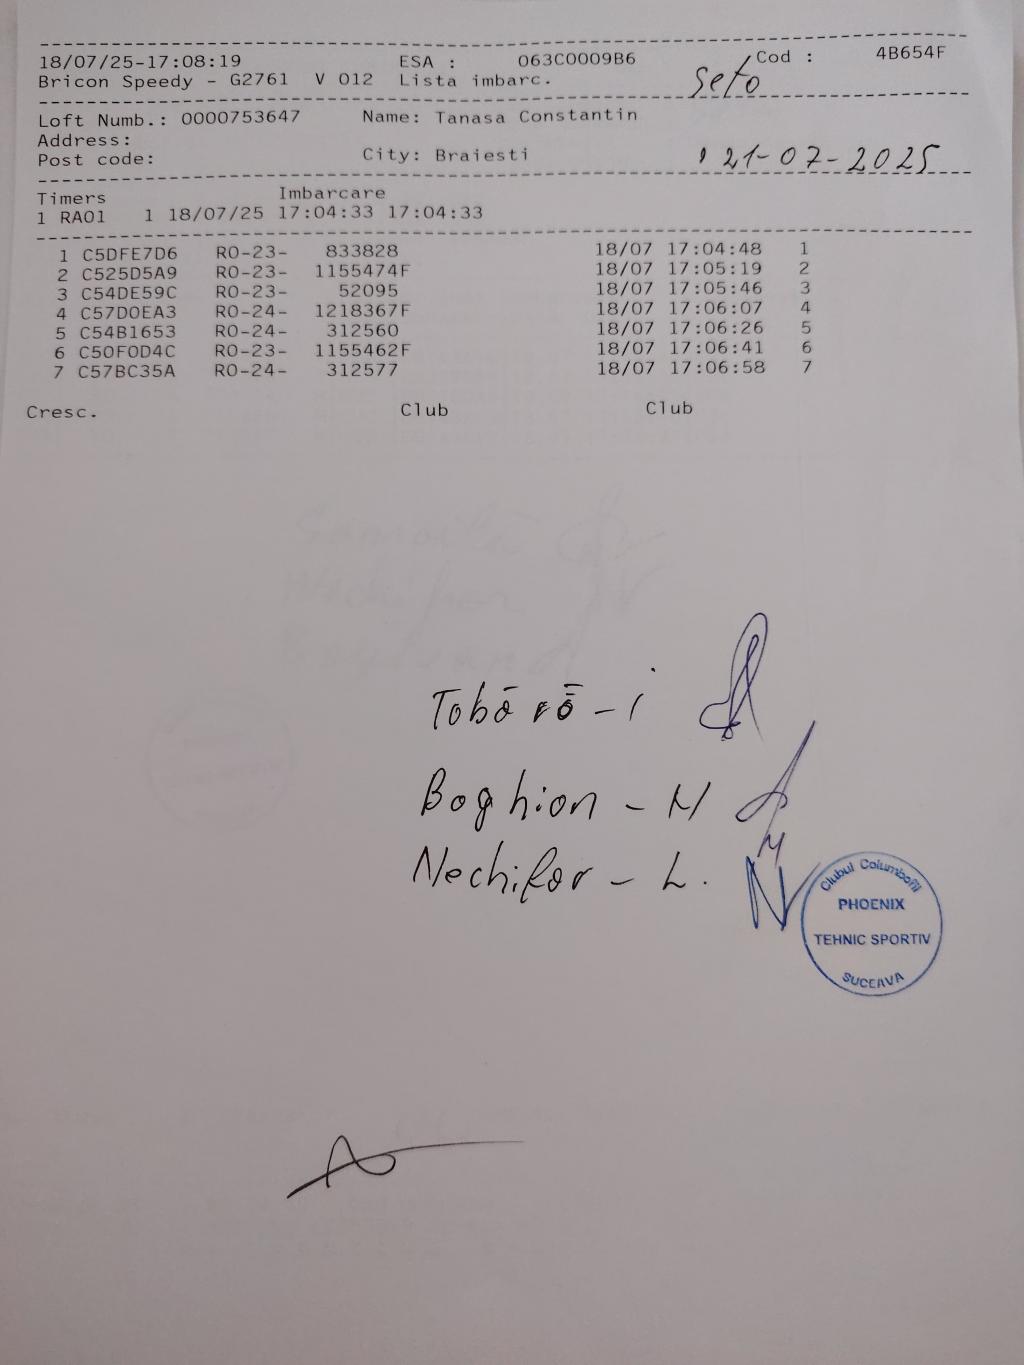 18/07/25-17:08:19 ESA : 063C0009B6 Cod : 4B654F
Bricon Speedy - G2761 V 012 Lista imbarc. Seto
Loft Numb.: 0000753647 Name: Tanasa Constantin
Address:
Post code: City: Braiesti 21-07-2025
Timers Imbarcare
1 RA01 1 18/07/25 17:04:33 17:04:33
1 C5DFE7D6 RO-23- 833828 18/07 17:04:48 1
2 C525D5A9 RO-23- 1155474F 18/07 17:05:19 2
3 C54DE59C RO-23- 52095 18/07 17:05:46 3
4 C57D0EA3 RO-24- 1218367F 18/07 17:06:07 4
5 C54B1653 RO-24- 312560 18/07 17:06:26 5
6 C50F0D4C RO-23- 1155462F 18/07 17:06:41 6
7 C57BC35A RO-24- 312577 18/07 17:06:58 7
Cresc. Club Club
Tobōrō - i
Boghion - N
Nechifor - L.
Clubul Columbofil
PHOENIX
TEHNIC SPORTIV
SUCEAVA